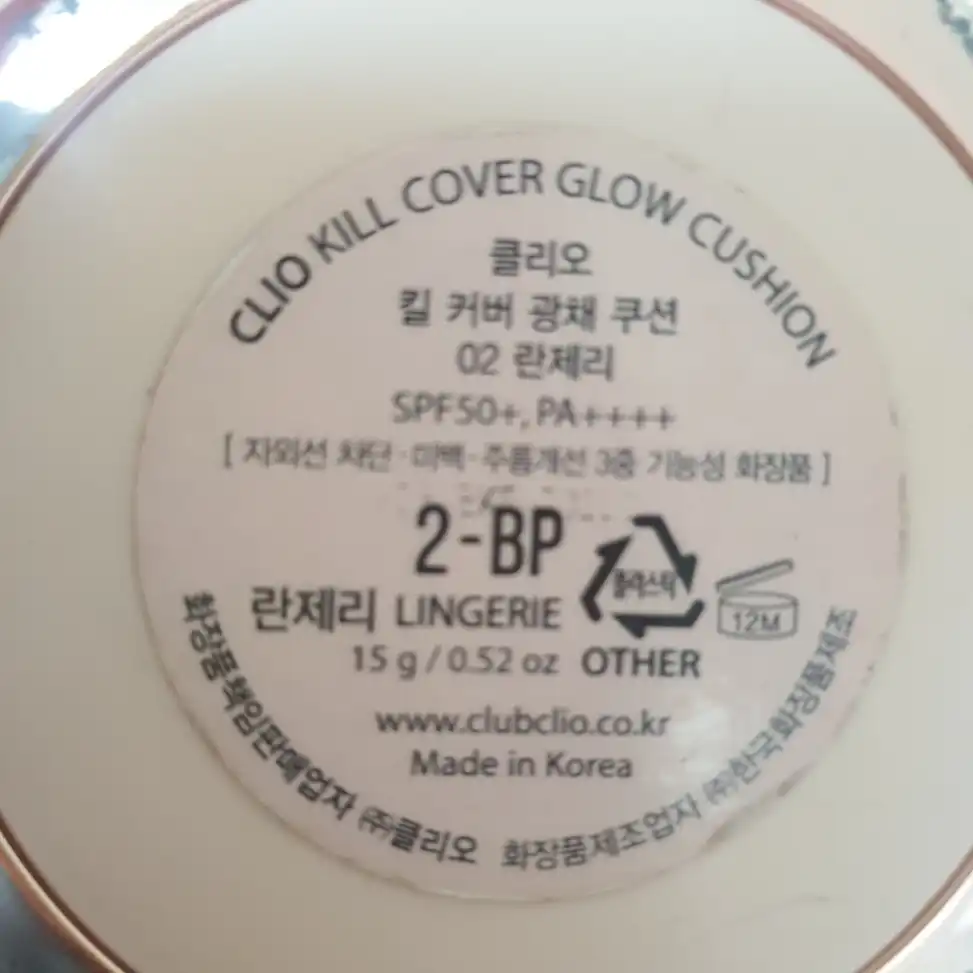 CLIO KILL COVER GLOW CUSHION
클리오
킬 커버 광채 쿠션
02 란제리
SPF50+, PA++++
[ 자외선 차단·미백·주름개선 3중 기능성 화장품 ]
2-BP
플라스틱
란제리 LINGERIE
12M
15 g / 0.52 oz OTHER
www.clubclio.co.kr
Made in Korea
화장품책임판매업자 ㈜클리오 화장품제조업자 ㈜한국화장품제조